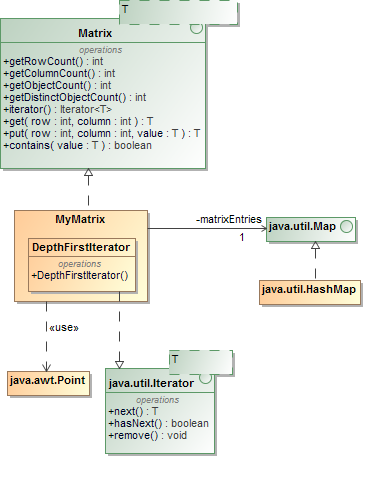 T
Matrix
operations
+getRowCount() : int
+getColumnCount() : int
+getObjectCount() : int
+getDistinctObjectCount() : int
+iterator() : Iterator<T>
+get( row : int, column : int ) : T
+put( row : int, column : int, value : T ) : T
+contains( value : T ) : boolean
MyMatrix
DepthFirstIterator
operations
+DepthFirstIterator()
-matrixEntries
1
java.util.Map
java.util.HashMap
«use»
java.awt.Point
T
java.util.Iterator
operations
+next() : T
+hasNext() : boolean
+remove() : void